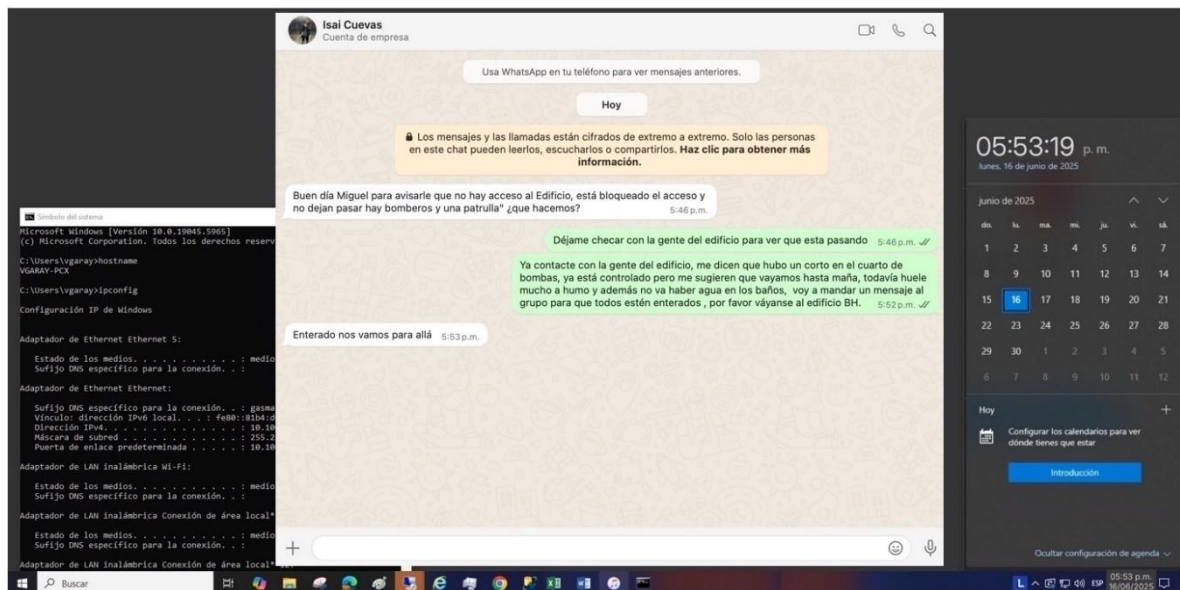 Isai Cuevas
Cuenta de empresa
Usa WhatsApp en tu teléfono para ver mensajes anteriores.
Hoy
Los mensajes y las llamadas están cifrados de extremo a extremo. Solo las personas
en este chat pueden leerlos, escucharlos o compartirlos. Haz clic para obtener más
información.
Buen día Miguel para avisarle que no hay acceso al Edificio, está bloqueado el acceso y
no dejan pasar hay bomberos y una patrulla" ¿que hacemos?
5:46 p.m.
Déjame checar con la gente del edificio para ver que esta pasando 5:46 p.m.
Ya contacte con la gente del edificio, me dicen que hubo un corto en el cuarto de
bombas, ya está controlado pero me sugieren que vayamos hasta maña, todavía huele
mucho a humo y además no va haber agua en los baños, voy a mandar un mensaje al
grupo para que todos estén enterados , por favor váyanse al edificio BH. 5:52 p.m.
Enterado nos vamos para allá 5:53 p.m.
Símbolo del sistema
Microsoft Windows [Versión 10.0.19045.5965]
(c) Microsoft Corporation. Todos los derechos reserv
C:\Users\vgaray>hostname
VGARAY-PCX
C:\Users\vgaray>ipconfig
Configuración IP de Windows
Adaptador de Ethernet Ethernet 5:
Estado de los medios. . . . . . . . . . . : medio
Sufijo DNS específico para la conexión. . :
Adaptador de Ethernet Ethernet:
Sufijo DNS específico para la conexión. . : gasma
Vínculo: dirección IPv6 local. . . : fe80::81b4:d
Dirección IPv4. . . . . . . . . . . . . . : 10.10
Máscara de subred . . . . . . . . . . . . : 255.2
Puerta de enlace predeterminada . . . . . : 10.10
Adaptador de LAN inalámbrica Wi-Fi:
Estado de los medios. . . . . . . . . . . : medio
Sufijo DNS específico para la conexión. . :
Adaptador de LAN inalámbrica Conexión de área local*
Estado de los medios. . . . . . . . . . . : medio
Sufijo DNS específico para la conexión. . :
Adaptador de LAN inalámbrica Conexión de área local*
05:53:19 p. m.
lunes, 16 de junio de 2025
junio de 2025
do. lu. ma. mi. ju. vi. sá.
1 2 3 4 5 6 7
8 9 10 11 12 13 14
15 16 17 18 19 20 21
22 23 24 25 26 27 28
29 30 1 2 3 4 5
6 7 8 9 10 11 12
Hoy
Configurar los calendarios para ver
dónde tienes que estar
Introducción
Ocultar configuración de agenda
Buscar
ESP
05:53 p.m.
16/06/2025